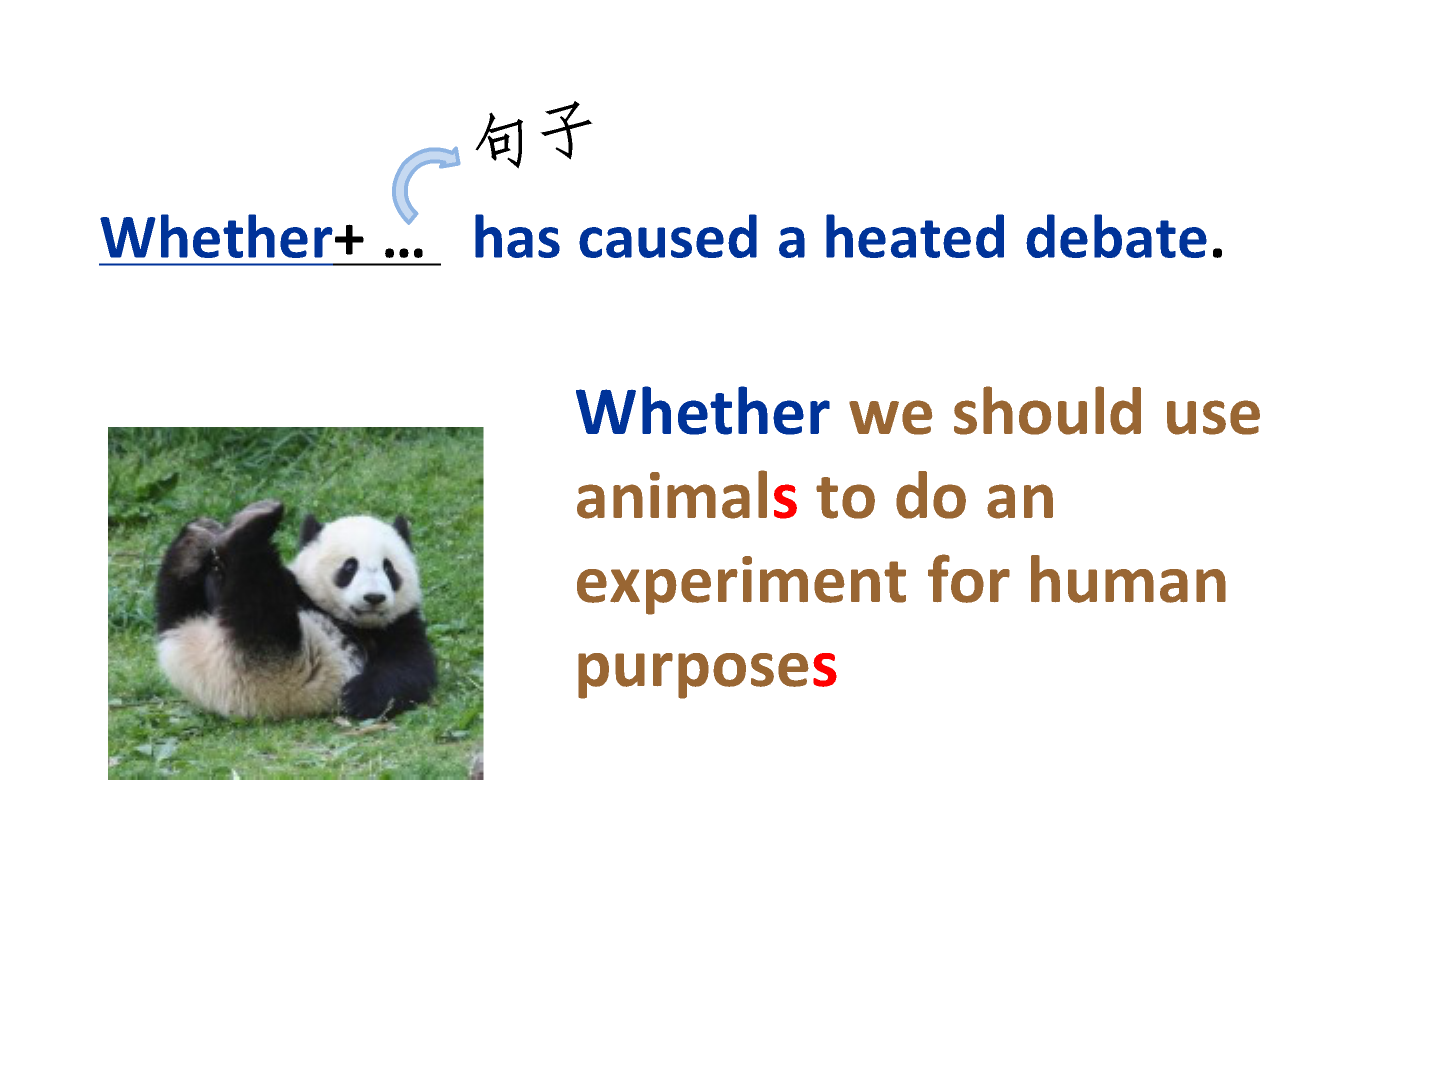 句子
Whether+ ... has caused a heated debate.
Whether we should use
animals to do an
experiment for human
purposes